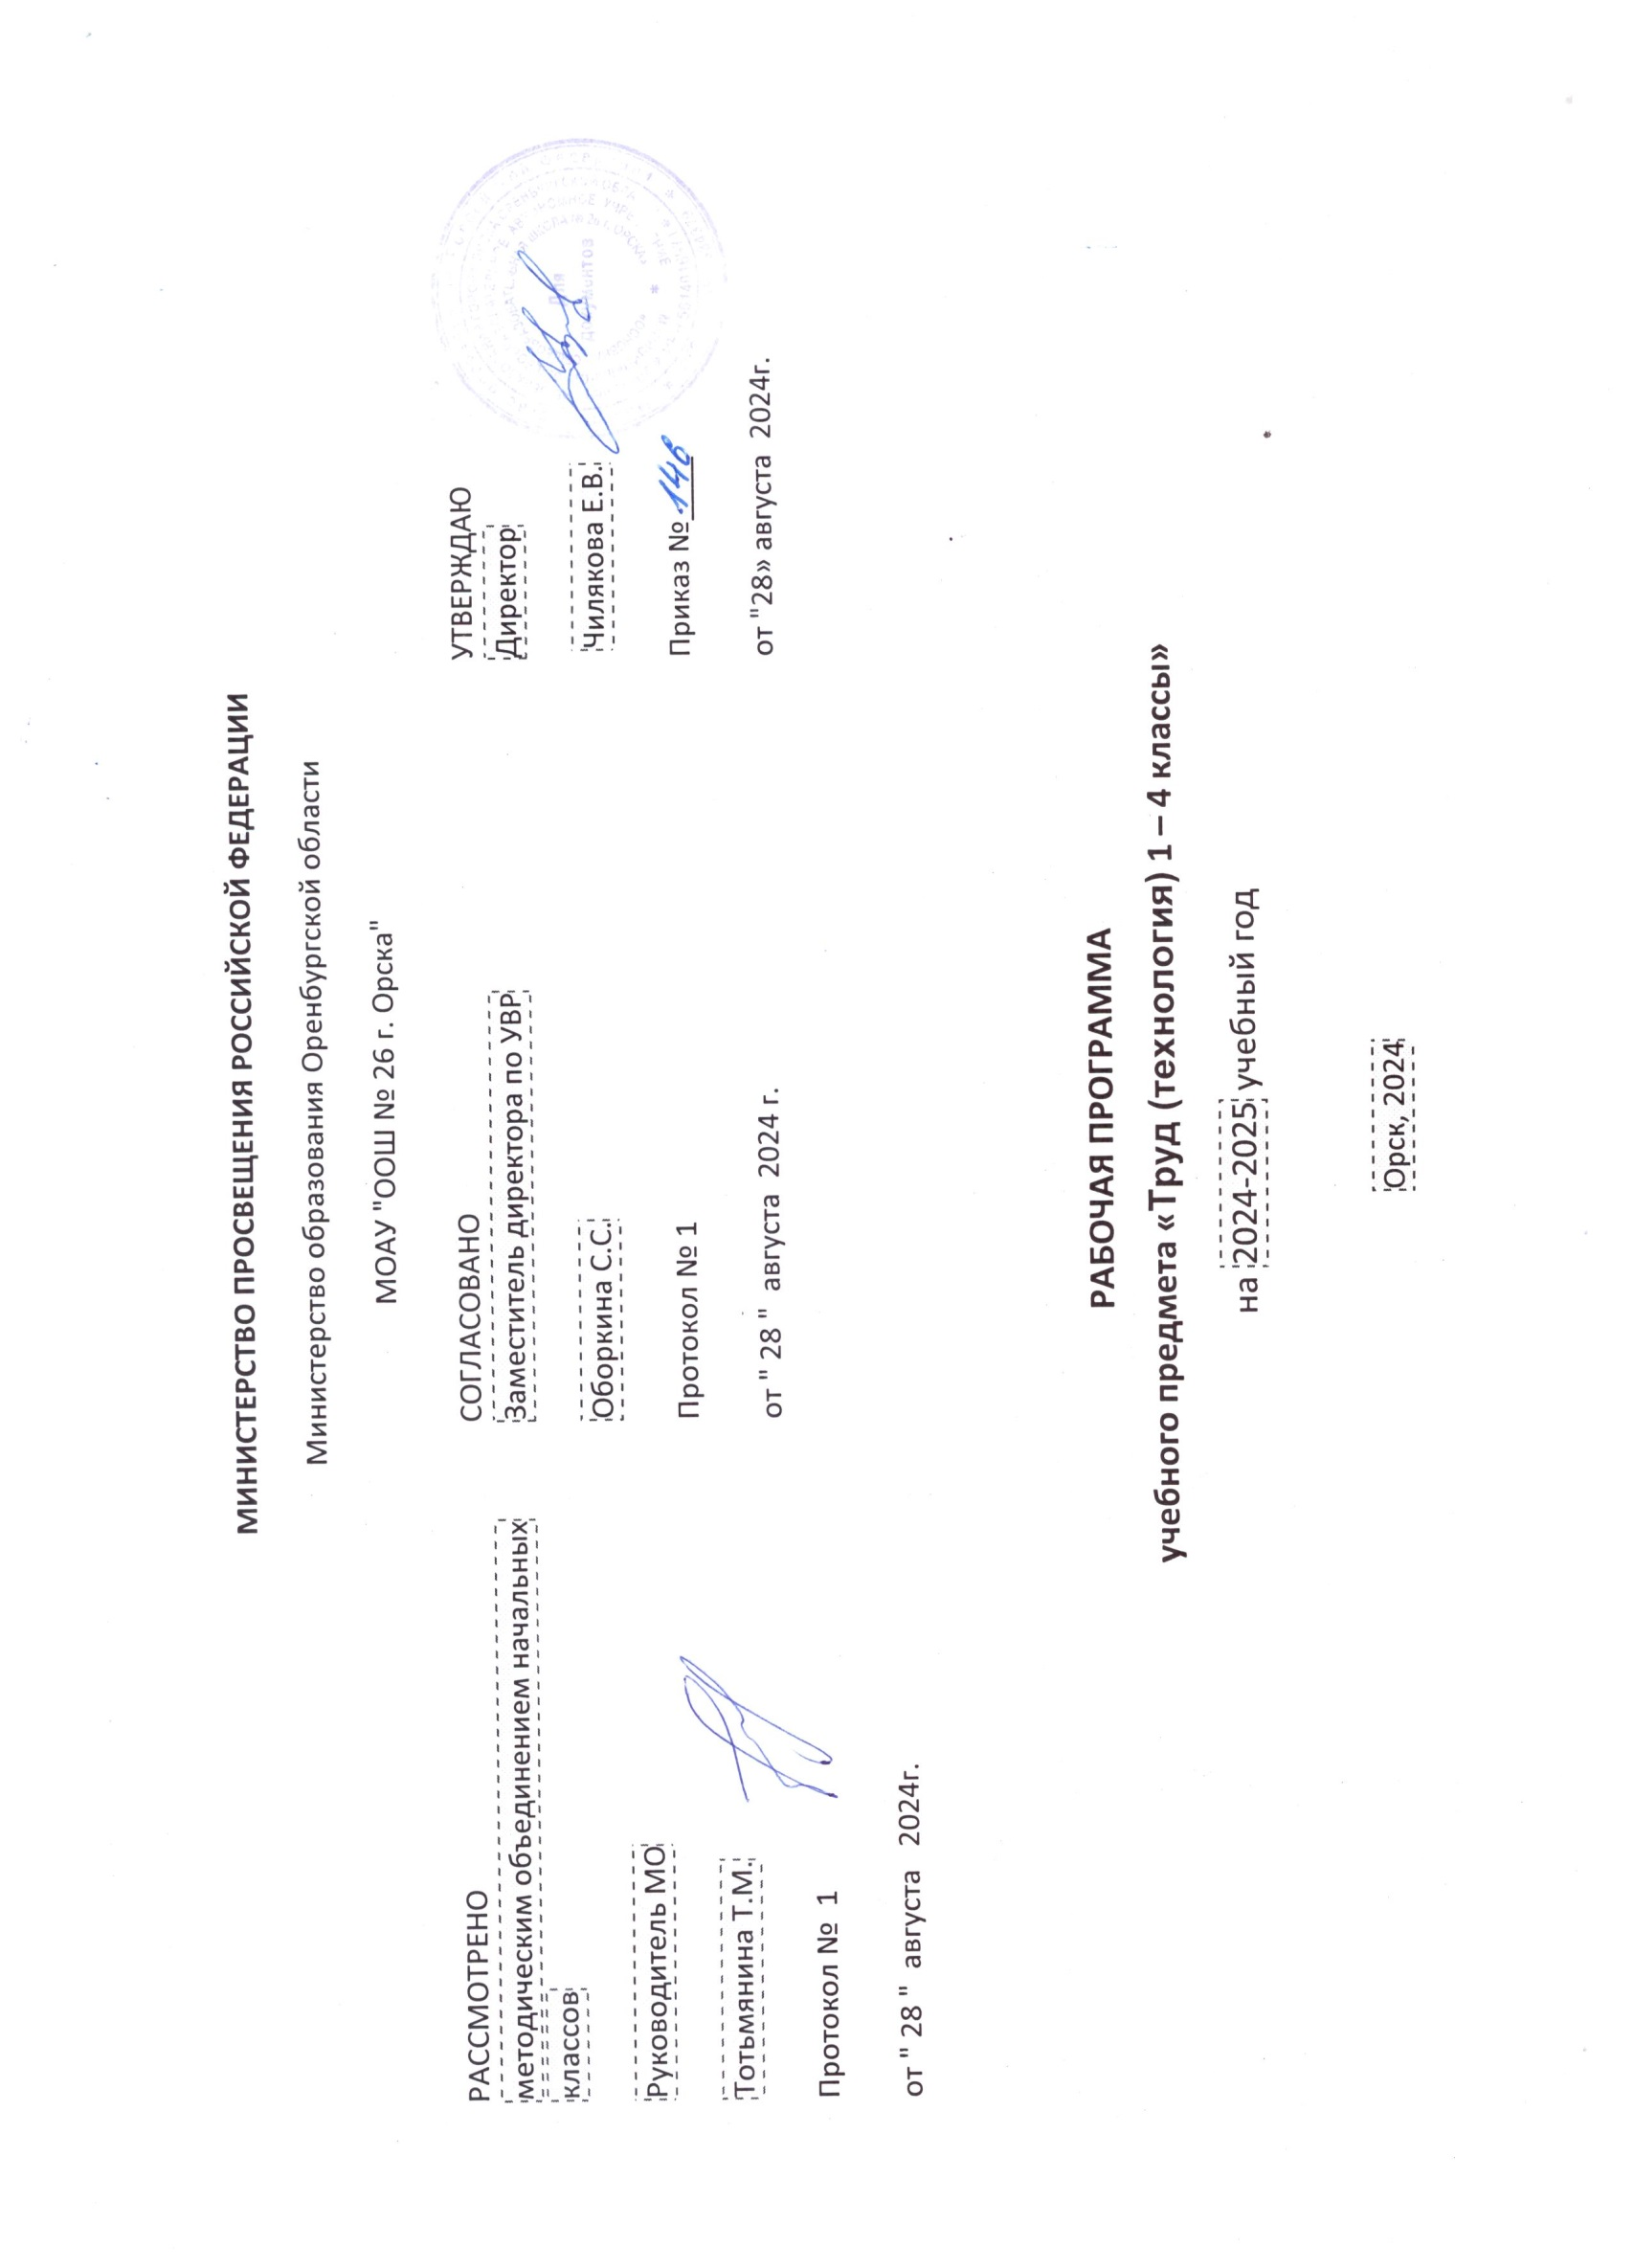 МИНИСТЕРСТВО ПРОСВЕЩЕНИЯ РОССИЙСКОЙ ФЕДЕРАЦИИ
Министерство образования Оренбургской области
МОАУ "ООШ № 26 г. Орска"
РАССМОТРЕНО
методическим объединением начальных
классов
Руководитель МО
Тотьмянина Т.М.
Протокол № 1
от " 28 " августа 2024г.
СОГЛАСОВАНО
Заместитель директора по УВР
Оборкина С.С.
Протокол № 1
от " 28 " августа 2024 г.
УТВЕРЖДАЮ
Директор
Чилякова Е.В.
Приказ № 146
от "28» августа 2024г.
Для
документов
РАБОЧАЯ ПРОГРАММА
учебного предмета «Труд (технология) 1 – 4 классы»
на 2024-2025 учебный год
Орск, 2024